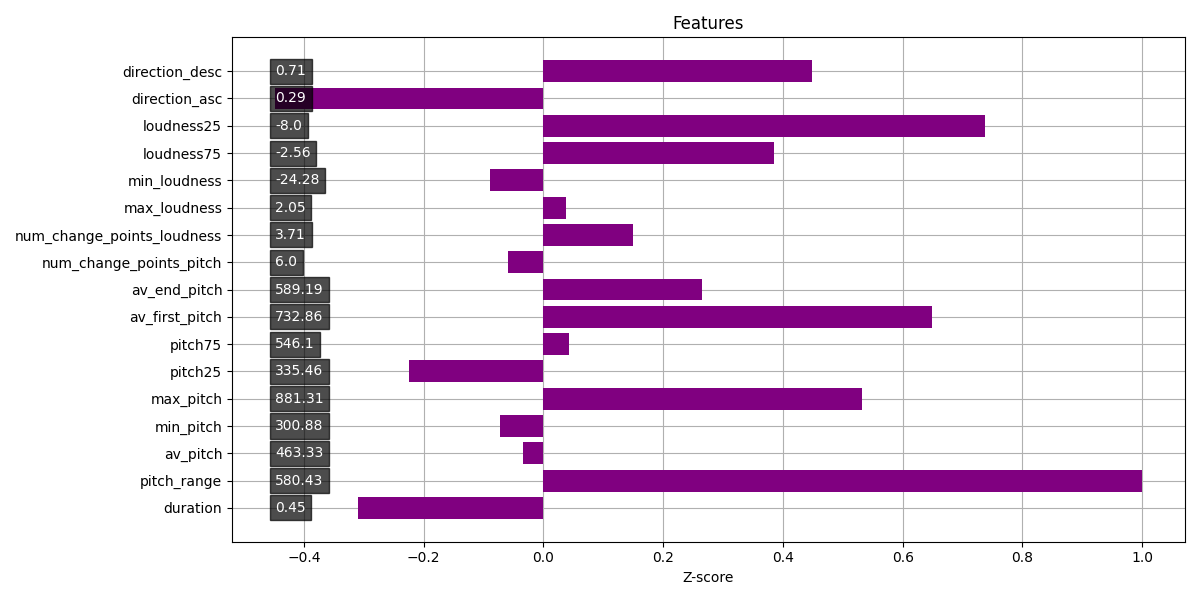 Features
direction_desc 0.71
direction_asc 0.29
loudness25 -8.0
loudness75 -2.56
min_loudness -24.28
max_loudness 2.05
num_change_points_loudness 3.71
num_change_points_pitch 6.0
av_end_pitch 589.19
av_first_pitch 732.86
pitch75 546.1
pitch25 335.46
max_pitch 881.31
min_pitch 300.88
av_pitch 463.33
pitch_range 580.43
duration 0.45
−0.4 −0.2 0.0 0.2 0.4 0.6 0.8 1.0
Z-score